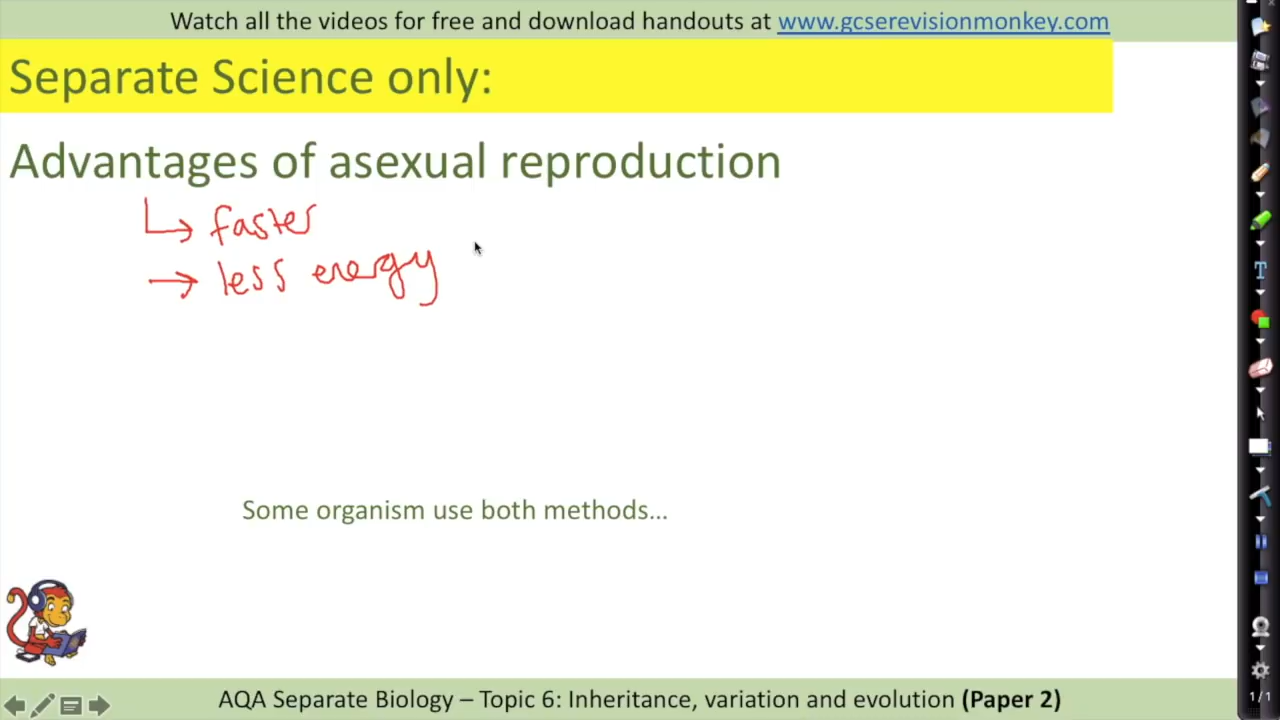 Watch all the videos for free and download handouts at www.gcserevisionmonkey.com
Separate Science only:
Advantages of asexual reproduction
→ faster
→ less energy
Some organism use both methods...
AQA Separate Biology – Topic 6: Inheritance, variation and evolution (Paper 2)
T
1/1